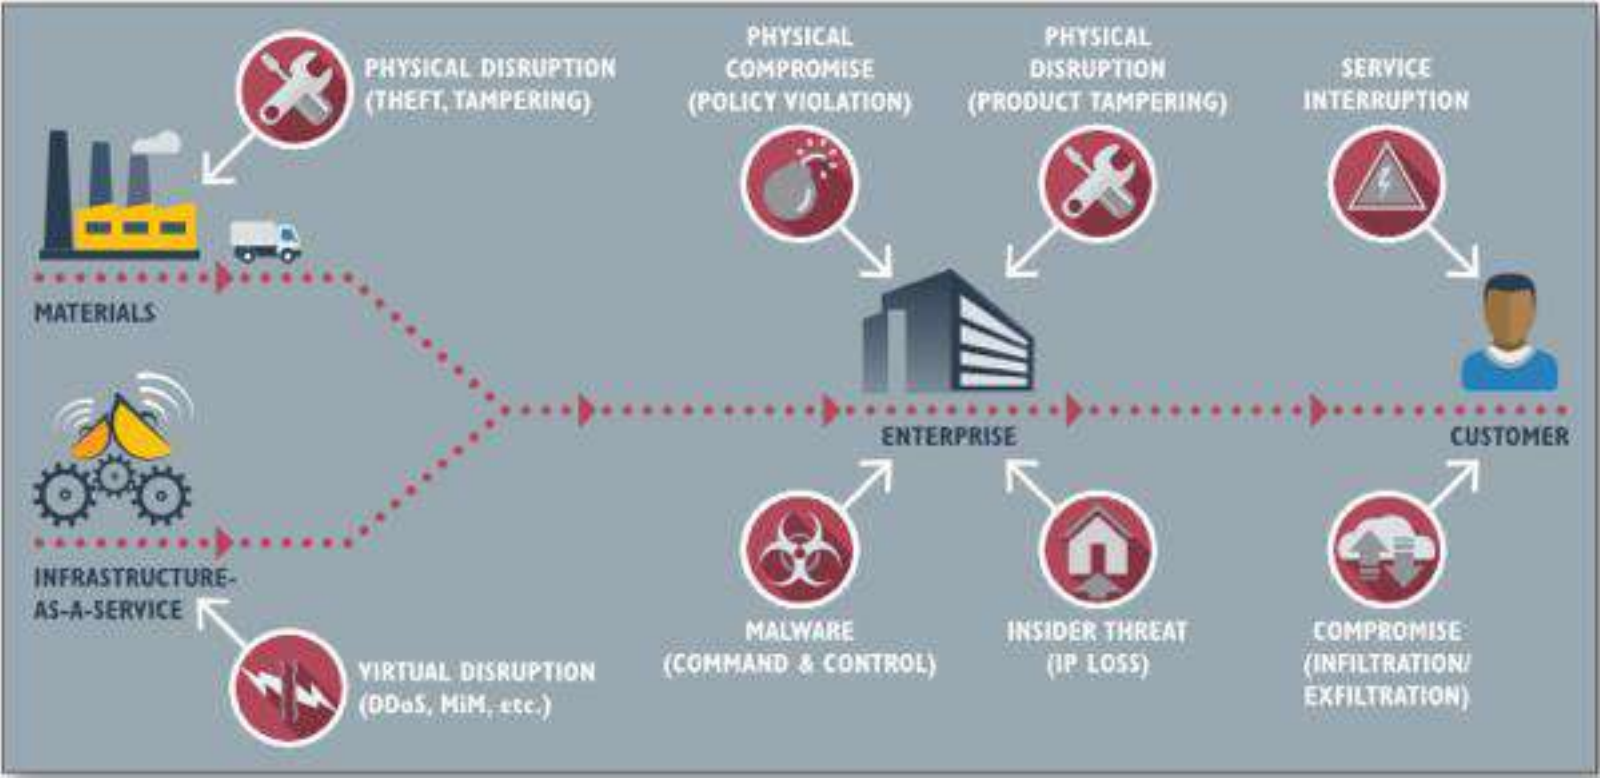 PHYSICAL DISRUPTION
(THEFT, TAMPERING)
PHYSICAL
COMPROMISE
(POLICY VIOLATION)
PHYSICAL
DISRUPTION
(PRODUCT TAMPERING)
SERVICE
INTERRUPTION
MATERIALS
ENTERPRISE
CUSTOMER
INFRASTRUCTURE-
AS-A-SERVICE
VIRTUAL DISRUPTION
(DDoS, MiM, etc.)
MALWARE
(COMMAND & CONTROL)
INSIDER THREAT
(IP LOSS)
COMPROMISE
(INFILTRATION/
EXFILTRATION)